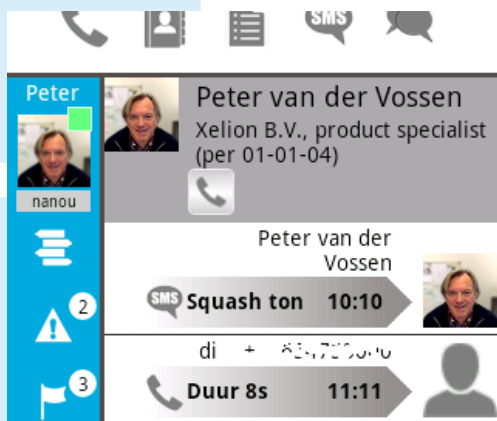 SMS
Peter
Peter van der Vossen
Xelion B.V., product specialist
(per 01-01-04)
nanou
Peter van der
Vossen
SMS Squash ton 10:10
2
di +
3
Duur 8s 11:11